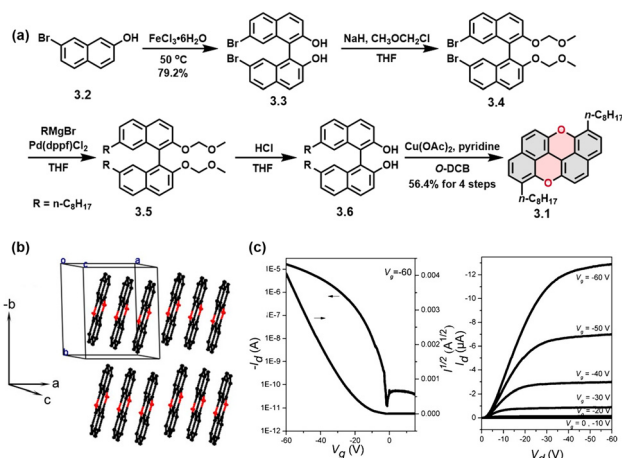 (a)
Br OH
3.2
FeCl3•6H2O
50 °C
79.2%
Br OH
Br OH
3.3
NaH, CH3OCH2Cl
THF
Br O O
Br O O
3.4
RMgBr
Pd(dppf)Cl2
THF
R = n-C8H17
R O O
R O O
3.5
HCl
THF
R OH
R OH
3.6
Cu(OAc)2, pyridine
O-DCB
56.4% for 4 steps
n-C8H17
O
O
n-C8H17
3.1
(b)
o c a
b
-b
a
c
(c)
Vg=-60
1E-5
1E-6
1E-7
1E-8
1E-9
1E-10
1E-11
1E-12
-Id (A)
0.004
0.003
0.002
0.001
0.000
I^1/2 (A^1/2)
-60 -40 -20 0
Vg (V)
-12
-10
-8
-6
-4
-2
0
Id (μA)
Vg = -60 V
Vg = -50 V
Vg = -40 V
Vg = -30 V
Vg = -20 V
Vg = 0 , -10 V
0 -10 -20 -30 -40 -50 -60
Vd (V)